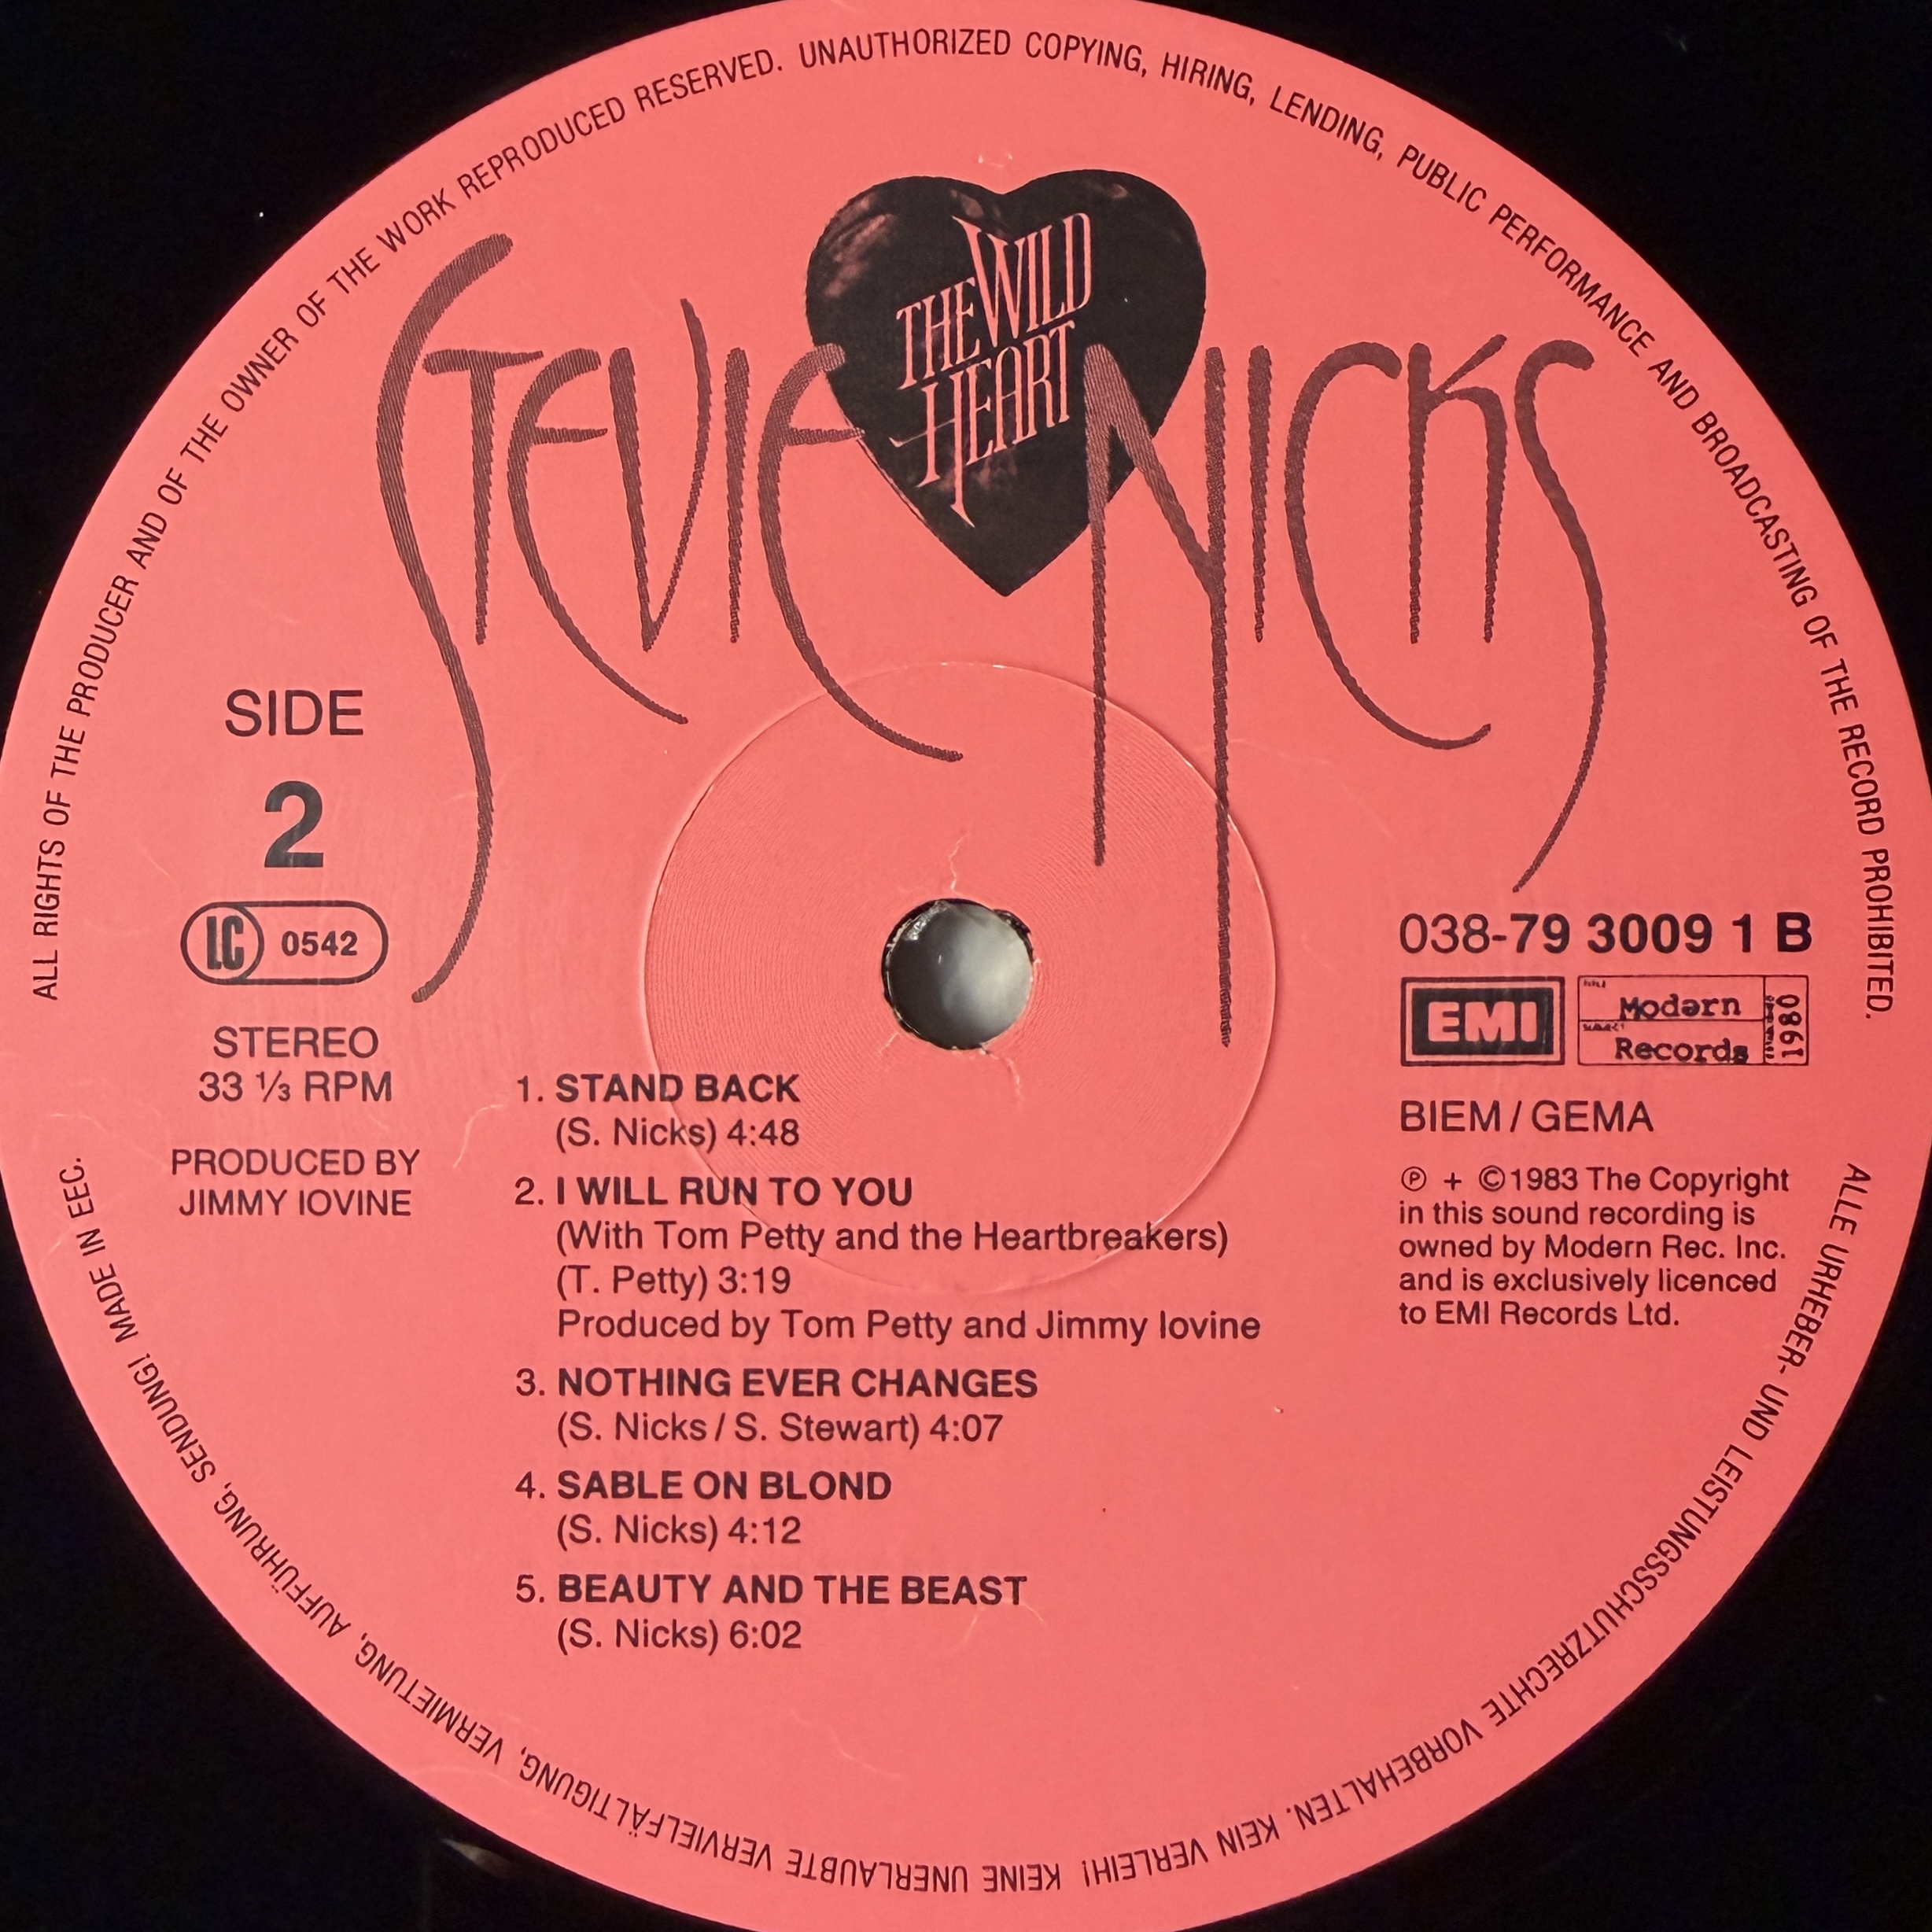 ALL RIGHTS OF THE PRODUCER AND OF THE OWNER OF THE WORK REPRODUCED RESERVED. UNAUTHORIZED COPYING, HIRING, LENDING, PUBLIC PERFORMANCE AND BROADCASTING OF THE RECORD PROHIBITED.
THE WILD
HEART
STEVIE NICKS
SIDE
2
LC 0542
STEREO
33 ⅓ RPM
PRODUCED BY
JIMMY IOVINE
038-79 3009 1 B
EMI
Modern
Records
1980
BIEM / GEMA
℗ + © 1983 The Copyright
in this sound recording is
owned by Modern Rec. Inc.
and is exclusively licenced
to EMI Records Ltd.
1. STAND BACK
(S. Nicks) 4:48
2. I WILL RUN TO YOU
(With Tom Petty and the Heartbreakers)
(T. Petty) 3:19
Produced by Tom Petty and Jimmy Iovine
3. NOTHING EVER CHANGES
(S. Nicks / S. Stewart) 4:07
4. SABLE ON BLOND
(S. Nicks) 4:12
5. BEAUTY AND THE BEAST
(S. Nicks) 6:02
ALLE URHEBER- UND LEISTUNGSSCHUTZRECHTE VORBEHALTEN. KEIN VERLEIH! KEINE UNERLAUBTE VERVIELFÄLTIGUNG, VERMIETUNG, AUFFÜHRUNG, SENDUNG! MADE IN EEC.